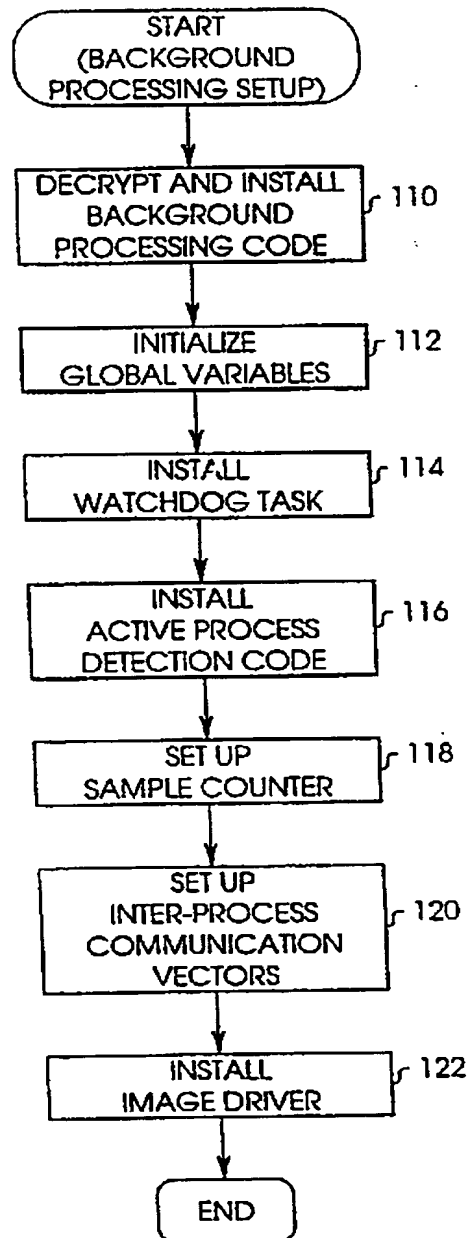 START
(BACKGROUND
PROCESSING SETUP)
DECRYPT AND INSTALL
BACKGROUND
PROCESSING CODE
110
INITIALIZE
GLOBAL VARIABLES
112
INSTALL
WATCHDOG TASK
114
INSTALL
ACTIVE PROCESS
DETECTION CODE
116
SET UP
SAMPLE COUNTER
118
SET UP
INTER-PROCESS
COMMUNICATION
VECTORS
120
INSTALL
IMAGE DRIVER
122
END